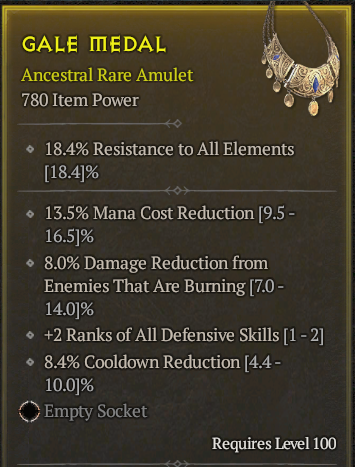 GALE MEDAL
Ancestral Rare Amulet
780 Item Power
18.4% Resistance to All Elements
[18.4]%
13.5% Mana Cost Reduction [9.5 -
16.5]%
8.0% Damage Reduction from
Enemies That Are Burning [7.0 -
14.0]%
+2 Ranks of All Defensive Skills [1 - 2]
8.4% Cooldown Reduction [4.4 -
10.0]%
Empty Socket
Requires Level 100